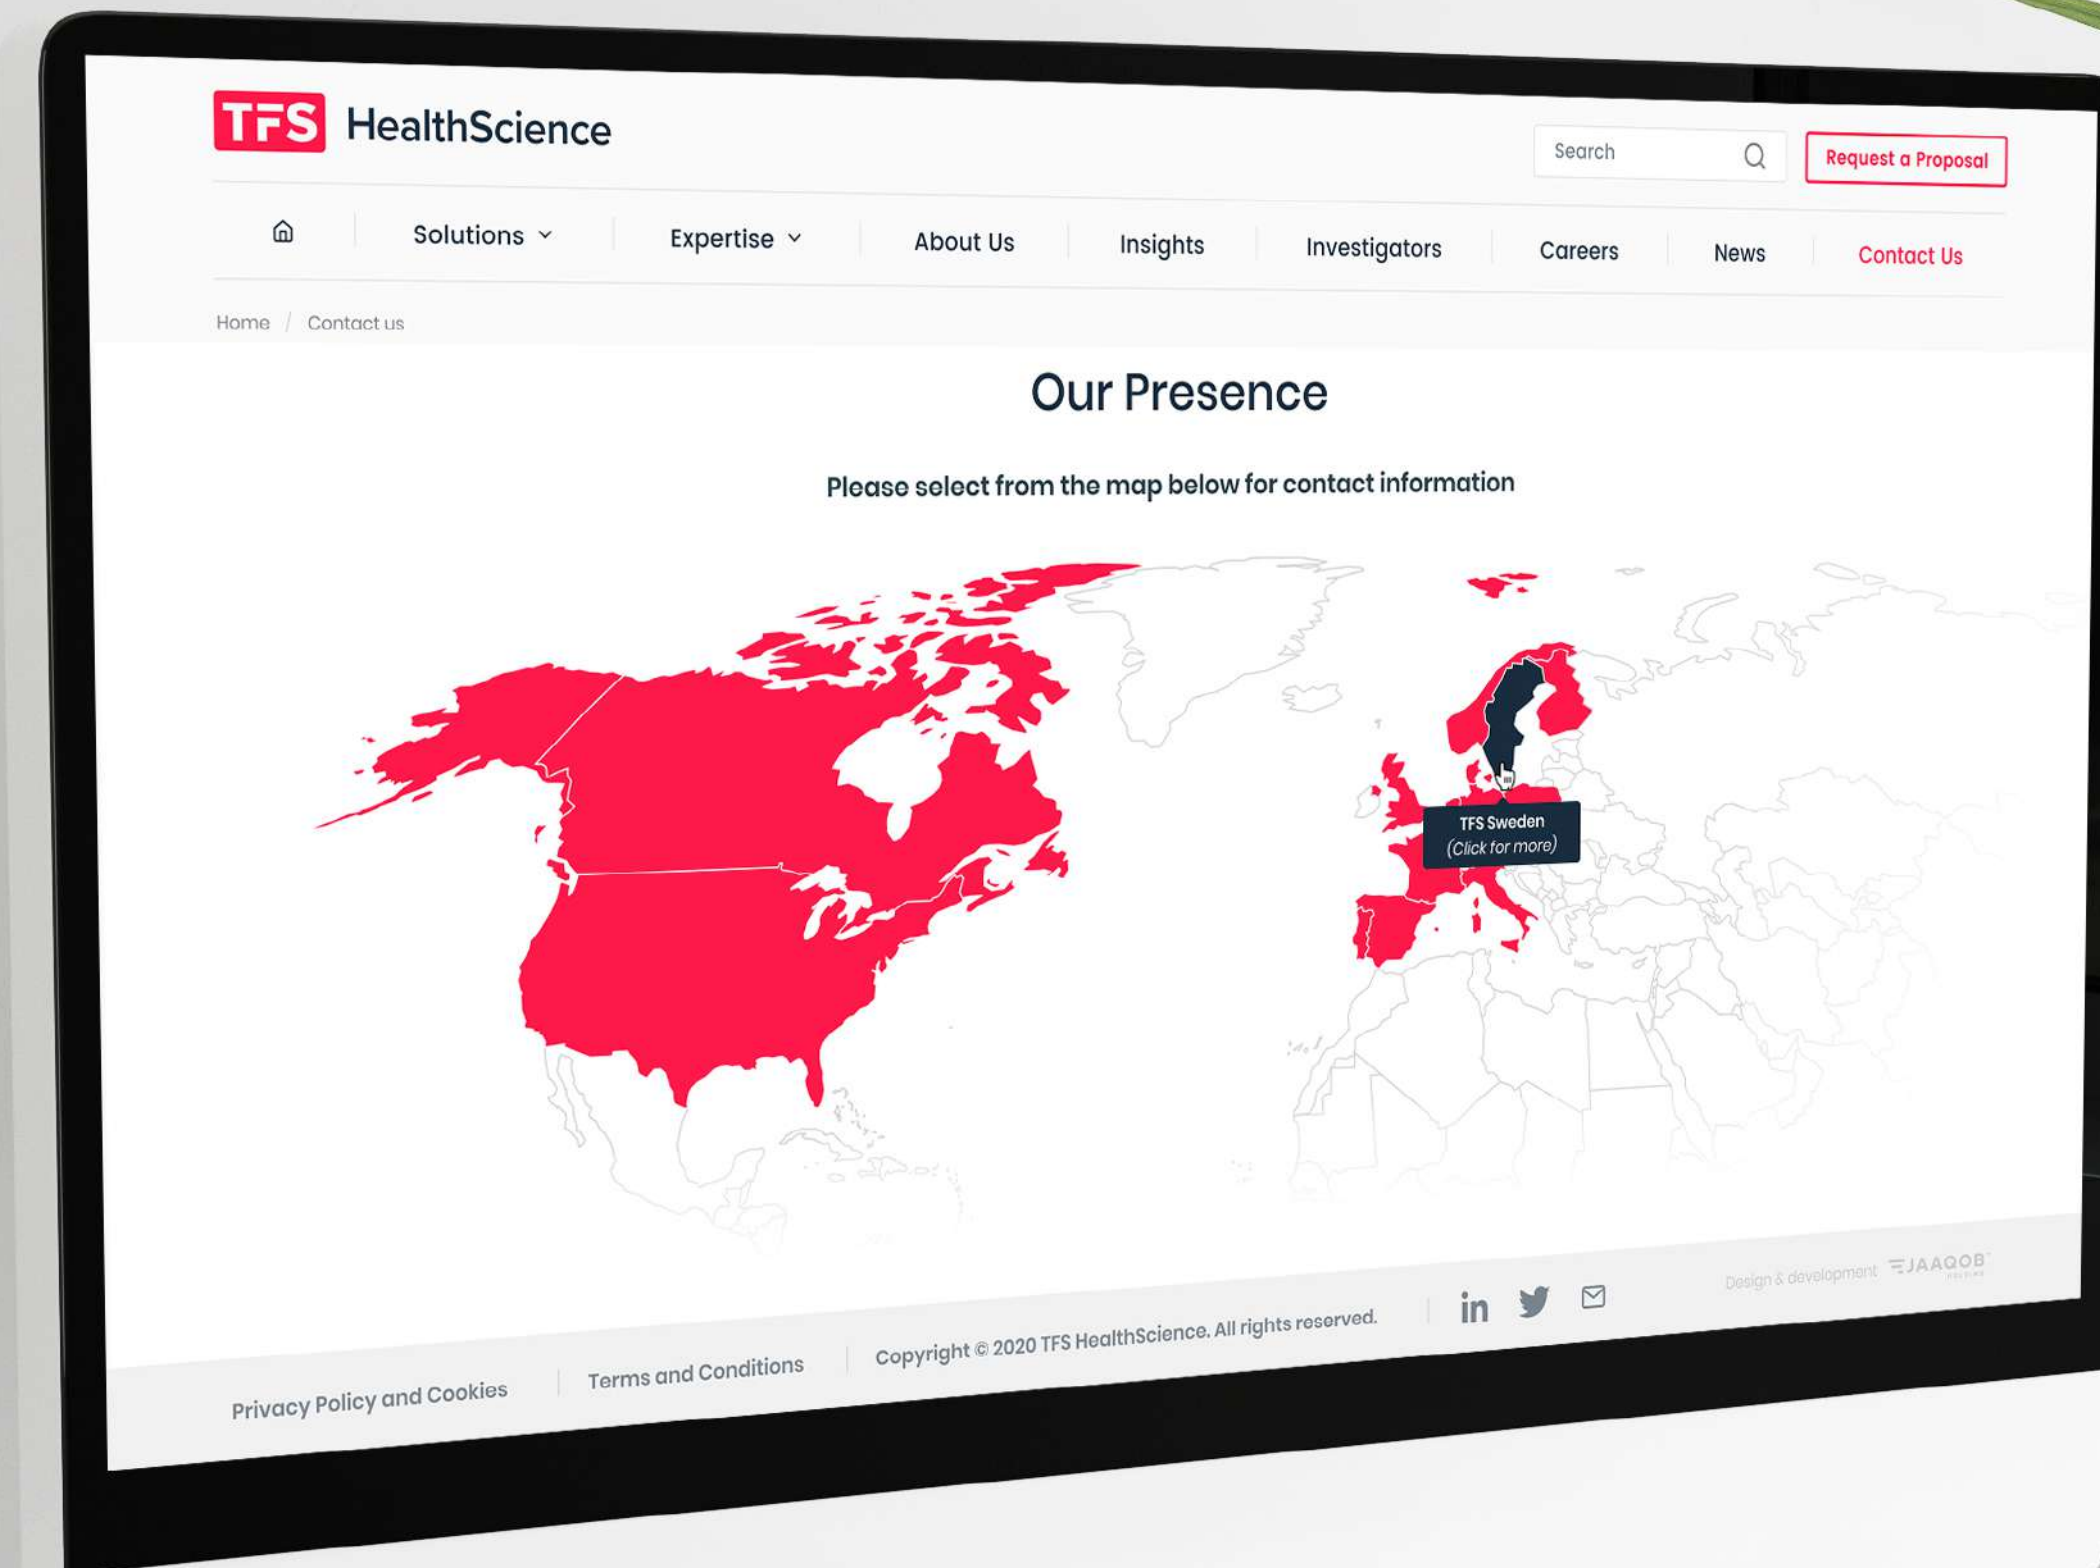 TFS HealthScience
Search
Request a Proposal
Solutions
Expertise
About Us
Insights
Investigators
Careers
News
Contact Us
Home / Contact us
Our Presence
Please select from the map below for contact information
TFS Sweden
(Click for more)
Privacy Policy and Cookies
Terms and Conditions
Copyright © 2020 TFS HealthScience. All rights reserved.
in
Design & development JAAQOB